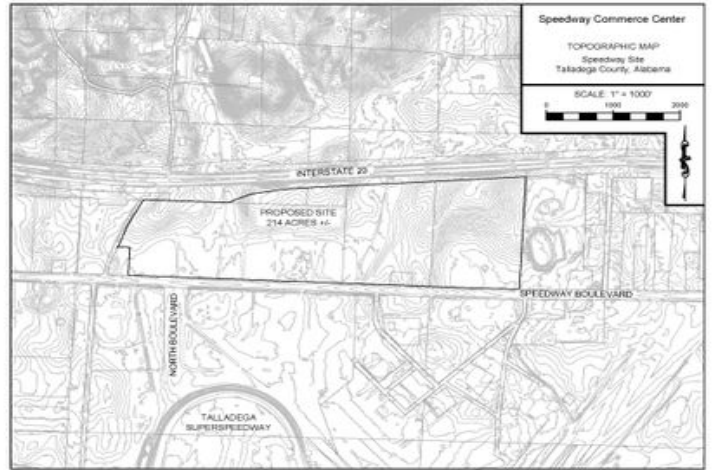 Speedway Commerce Center
TOPOGRAPHIC MAP
Speedway Site
Talladega County, Alabama
SCALE: 1" = 1000'
0 1000 2000
INTERSTATE 20
PROPOSED SITE
214 ACRES +/-
SPEEDWAY BOULEVARD
NORTH BOULEVARD
TALLADEGA
SUPERSPEEDWAY